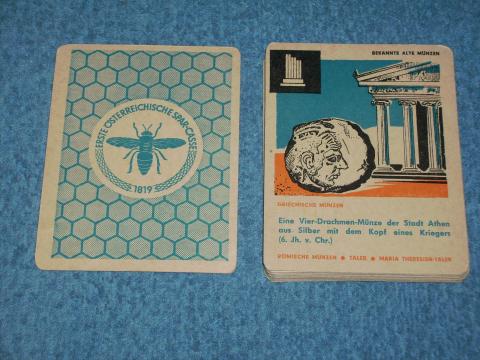 ERSTE ÖSTERREICHISCHE SPAR-CASSE
1819
BEKANNTE ALTE MÜNZEN
GRIECHISCHE MÜNZEN
Eine Vier-Drachmen-Münze der Stadt Athen
aus Silber mit dem Kopf eines Kriegers
(6. Jh. v. Chr.)
RÖMISCHE MÜNZEN ● TALER ● MARIA THERESIEN-TALER